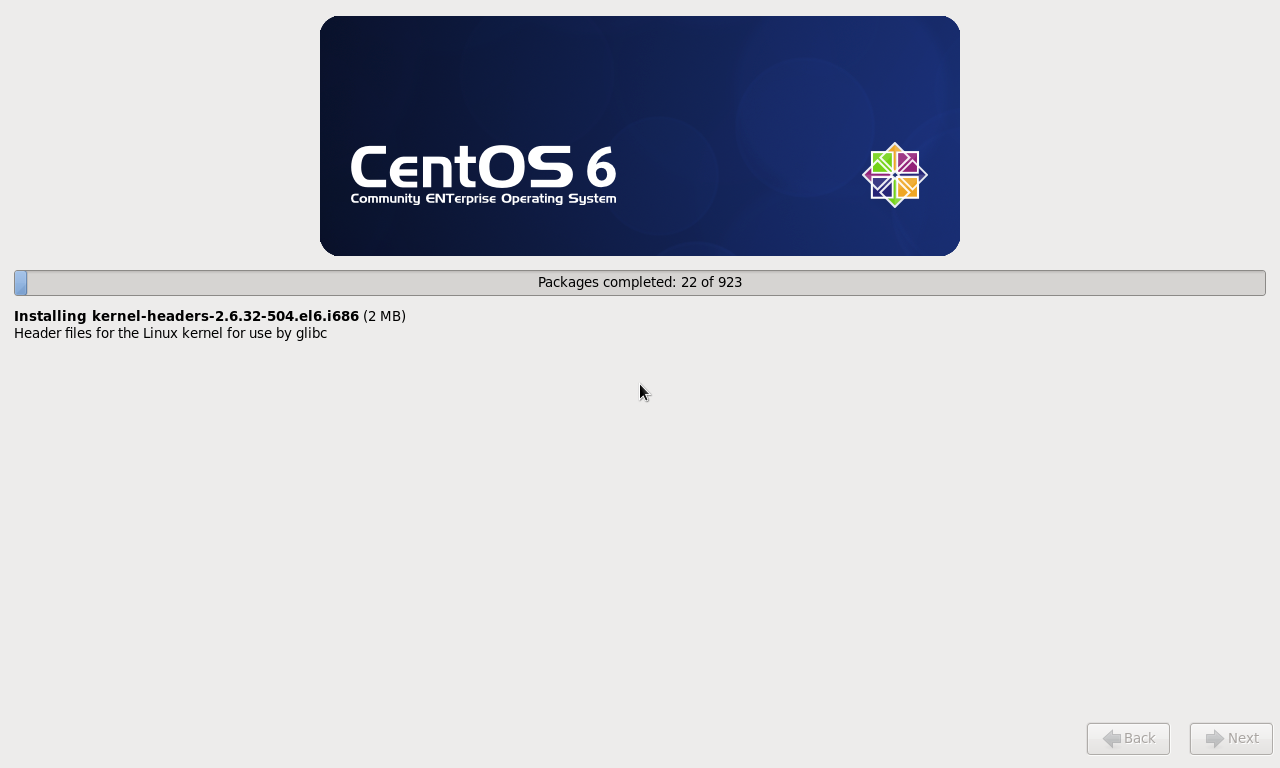 CentOS 6
Community ENTerprise Operating System
Packages completed: 22 of 923
Installing kernel-headers-2.6.32-504.el6.i686 (2 MB)
Header files for the Linux kernel for use by glibc
Back Next